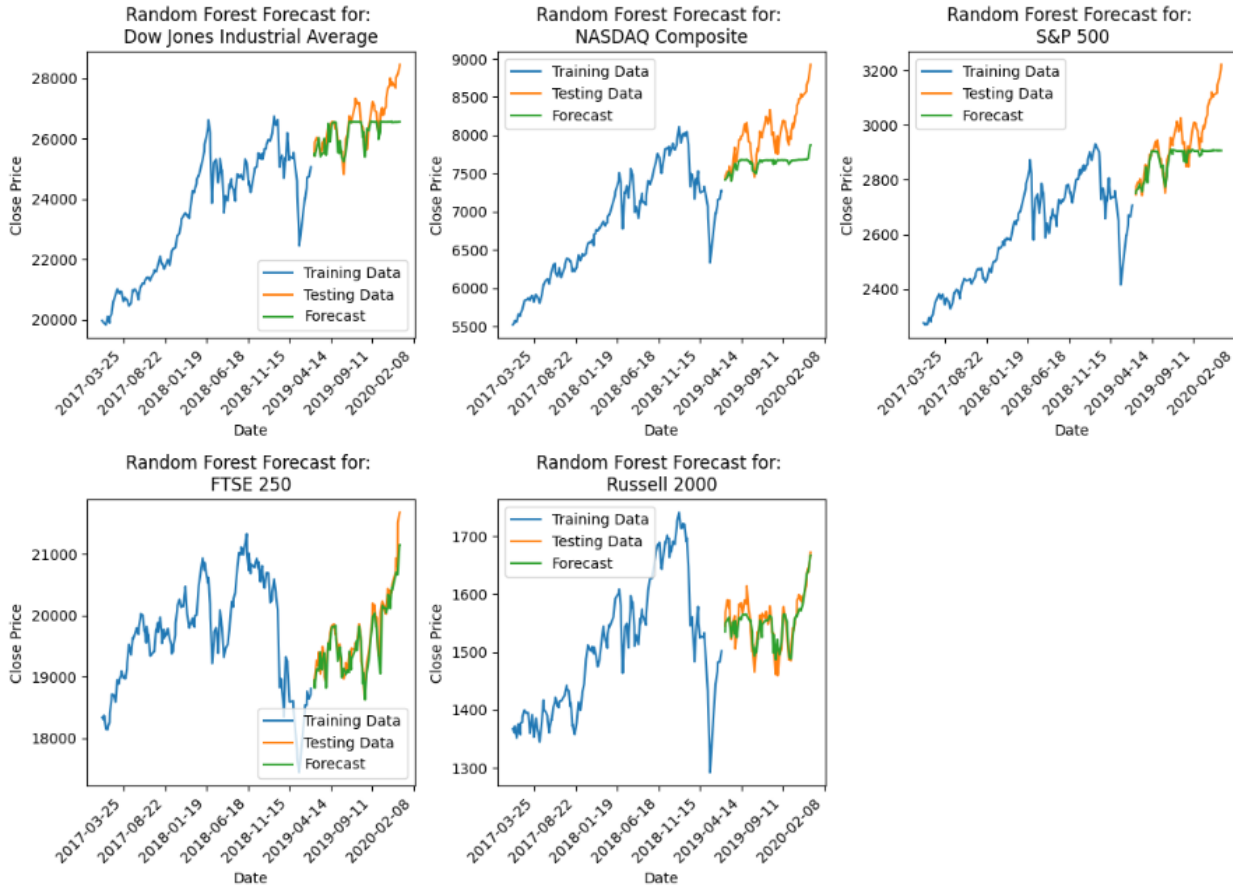 Random Forest Forecast for:
Dow Jones Industrial Average
Close Price
28000
26000
24000
22000
20000
Training Data
Testing Data
Forecast
2017-03-25
2017-08-22
2018-01-19
2018-06-18
2018-11-15
2019-04-14
2019-09-11
2020-02-08
Date
Random Forest Forecast for:
NASDAQ Composite
Close Price
9000
8500
8000
7500
7000
6500
6000
5500
Training Data
Testing Data
Forecast
2017-03-25
2017-08-22
2018-01-19
2018-06-18
2018-11-15
2019-04-14
2019-09-11
2020-02-08
Date
Random Forest Forecast for:
S&P 500
Close Price
3200
3000
2800
2600
2400
Training Data
Testing Data
Forecast
2017-03-25
2017-08-22
2018-01-19
2018-06-18
2018-11-15
2019-04-14
2019-09-11
2020-02-08
Date
Random Forest Forecast for:
FTSE 250
Close Price
21000
20000
19000
18000
Training Data
Testing Data
Forecast
2017-03-25
2017-08-22
2018-01-19
2018-06-18
2018-11-15
2019-04-14
2019-09-11
2020-02-08
Date
Random Forest Forecast for:
Russell 2000
Close Price
1700
1600
1500
1400
1300
Training Data
Testing Data
Forecast
2017-03-25
2017-08-22
2018-01-19
2018-06-18
2018-11-15
2019-04-14
2019-09-11
2020-02-08
Date